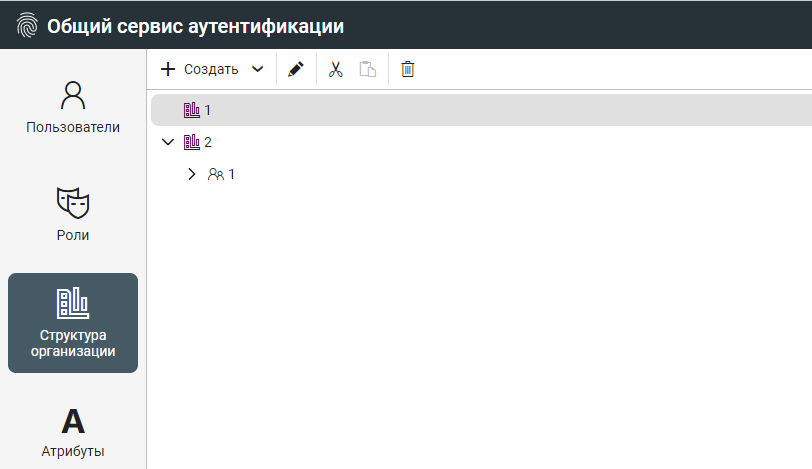 Общий сервис аутентификации
Создать
Пользователи
Роли
Структура
организации
А
Атрибуты
1
2
1